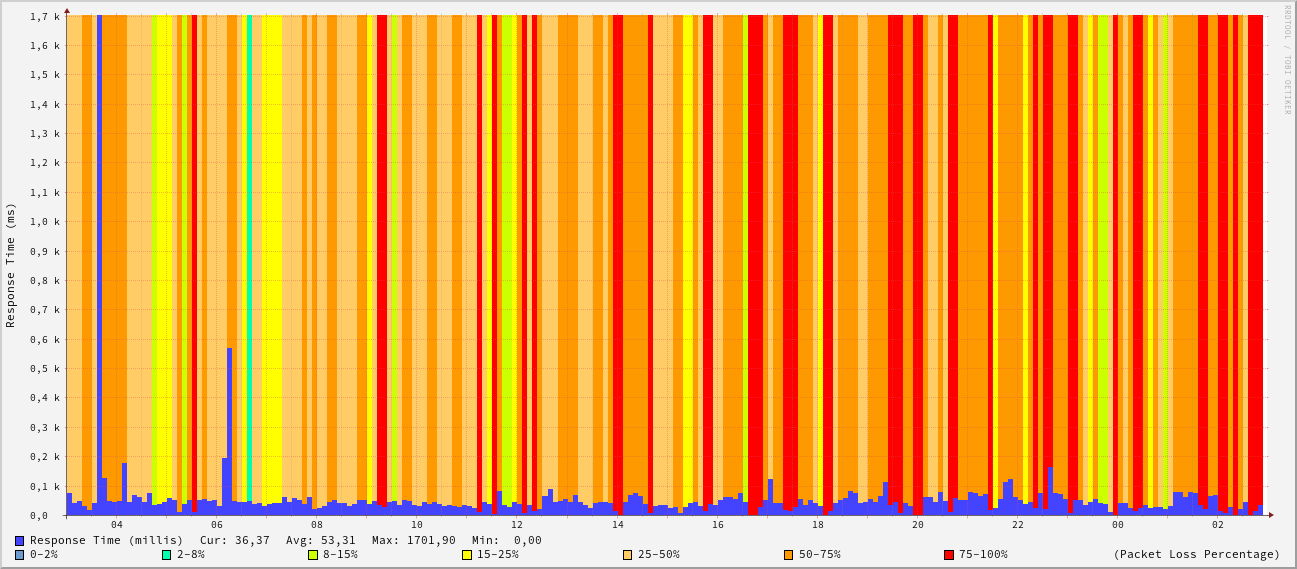 RRDTOOL / TOBI OETIKER
Response Time (ms)
1,7 k
1,6 k
1,5 k
1,4 k
1,3 k
1,2 k
1,1 k
1,0 k
0,9 k
0,8 k
0,7 k
0,6 k
0,5 k
0,4 k
0,3 k
0,2 k
0,1 k
0,0
04 06 08 10 12 14 16 18 20 22 00 02
Response Time (millis) Cur: 36,37 Avg: 53,31 Max: 1701,90 Min: 0,00
0-2% 2-8% 8-15% 15-25% 25-50% 50-75% 75-100% (Packet Loss Percentage)